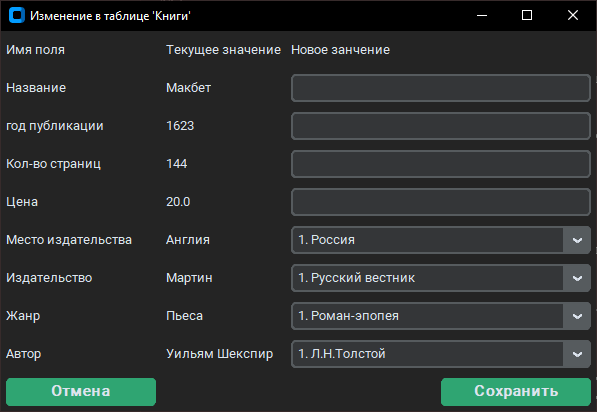 Изменение в таблице 'Книги'
Имя поля Текущее значение Новое занчение
Название Макбет
год публикации 1623
Кол-во страниц 144
Цена 20.0
Место издательства Англия 1. Россия
Издательство Мартин 1. Русский вестник
Жанр Пьеса 1. Роман-эпопея
Автор Уильям Шекспир 1. Л.Н.Толстой
Отмена Сохранить